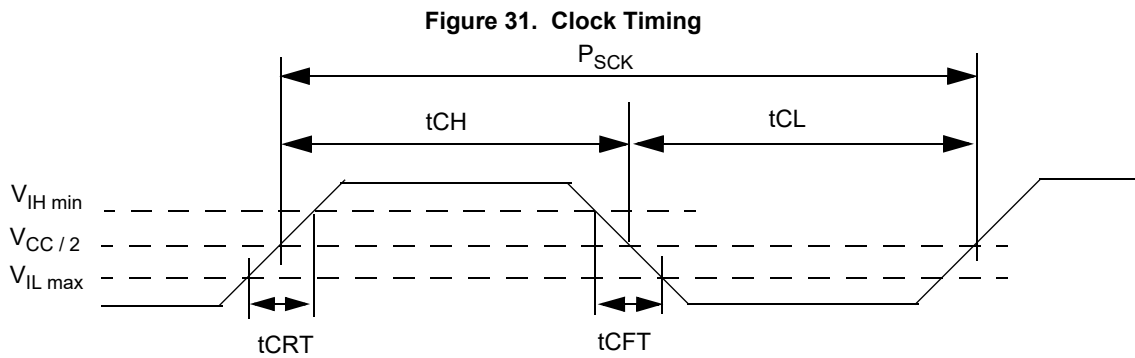 Figure 31. Clock Timing
PSCK
tCH
tCL
VIH min
VCC / 2
VIL max
tCRT
tCFT